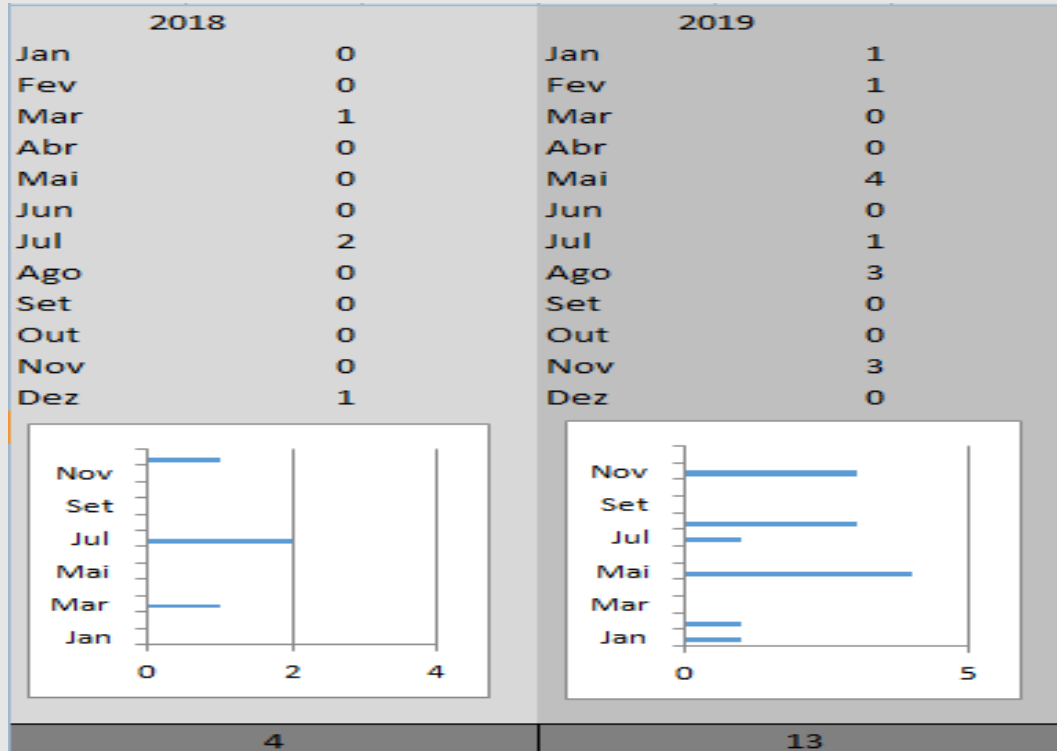 2018 2019
Jan 0 Jan 1
Fev 0 Fev 1
Mar 1 Mar 0
Abr 0 Abr 0
Mai 0 Mai 4
Jun 0 Jun 0
Jul 2 Jul 1
Ago 0 Ago 3
Set 0 Set 0
Out 0 Out 0
Nov 0 Nov 3
Dez 1 Dez 0
Nov
Set
Jul
Mai
Mar
Jan
0 2 4
Nov
Set
Jul
Mai
Mar
Jan
0 5
4 13